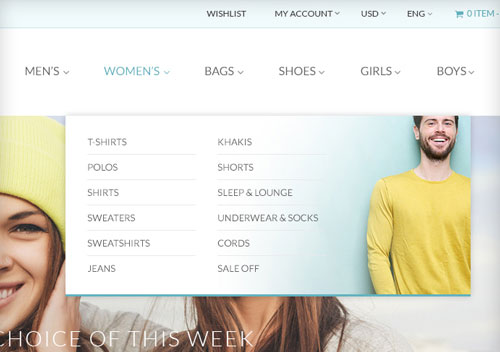 WISHLIST MY ACCOUNT USD ENG 0 ITEM -
MEN'S WOMEN'S BAGS SHOES GIRLS BOYS
T-SHIRTS KHAKIS
POLOS SHORTS
SHIRTS SLEEP & LOUNGE
SWEATERS UNDERWEAR & SOCKS
SWEATSHIRTS CORDS
JEANS SALE OFF
CHOICE OF THIS WEEK